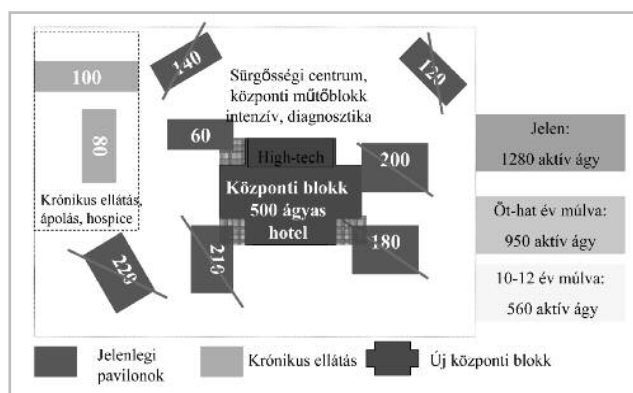 140
120
100
Sürgősségi centrum,
központi műtőblokk
intenzív, diagnosztika
80
60
High-tech
200
Központi blokk
500 ágyas
hotel
Krónikus ellátás,
ápolás, hospice
220
210
180
Jelen:
1280 aktív ágy
Öt-hat év múlva:
950 aktív ágy
10-12 év múlva:
560 aktív ágy
Jelenlegi
pavilonok
Krónikus ellátás
Új központi blokk